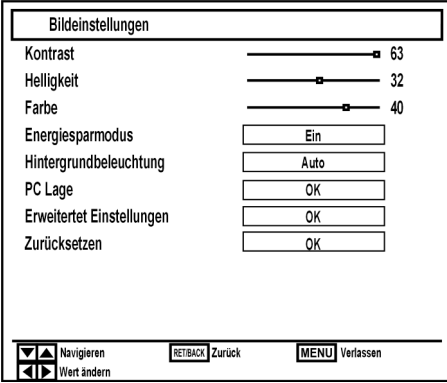 Bildeinstellungen
Kontrast 63
Helligkeit 32
Farbe 40
Energiesparmodus Ein
Hintergrundbeleuchtung Auto
PC Lage OK
Erweitertet Einstellungen OK
Zurücksetzen OK
Navigieren RET/BACK Zurück MENU Verlassen
Wert ändern